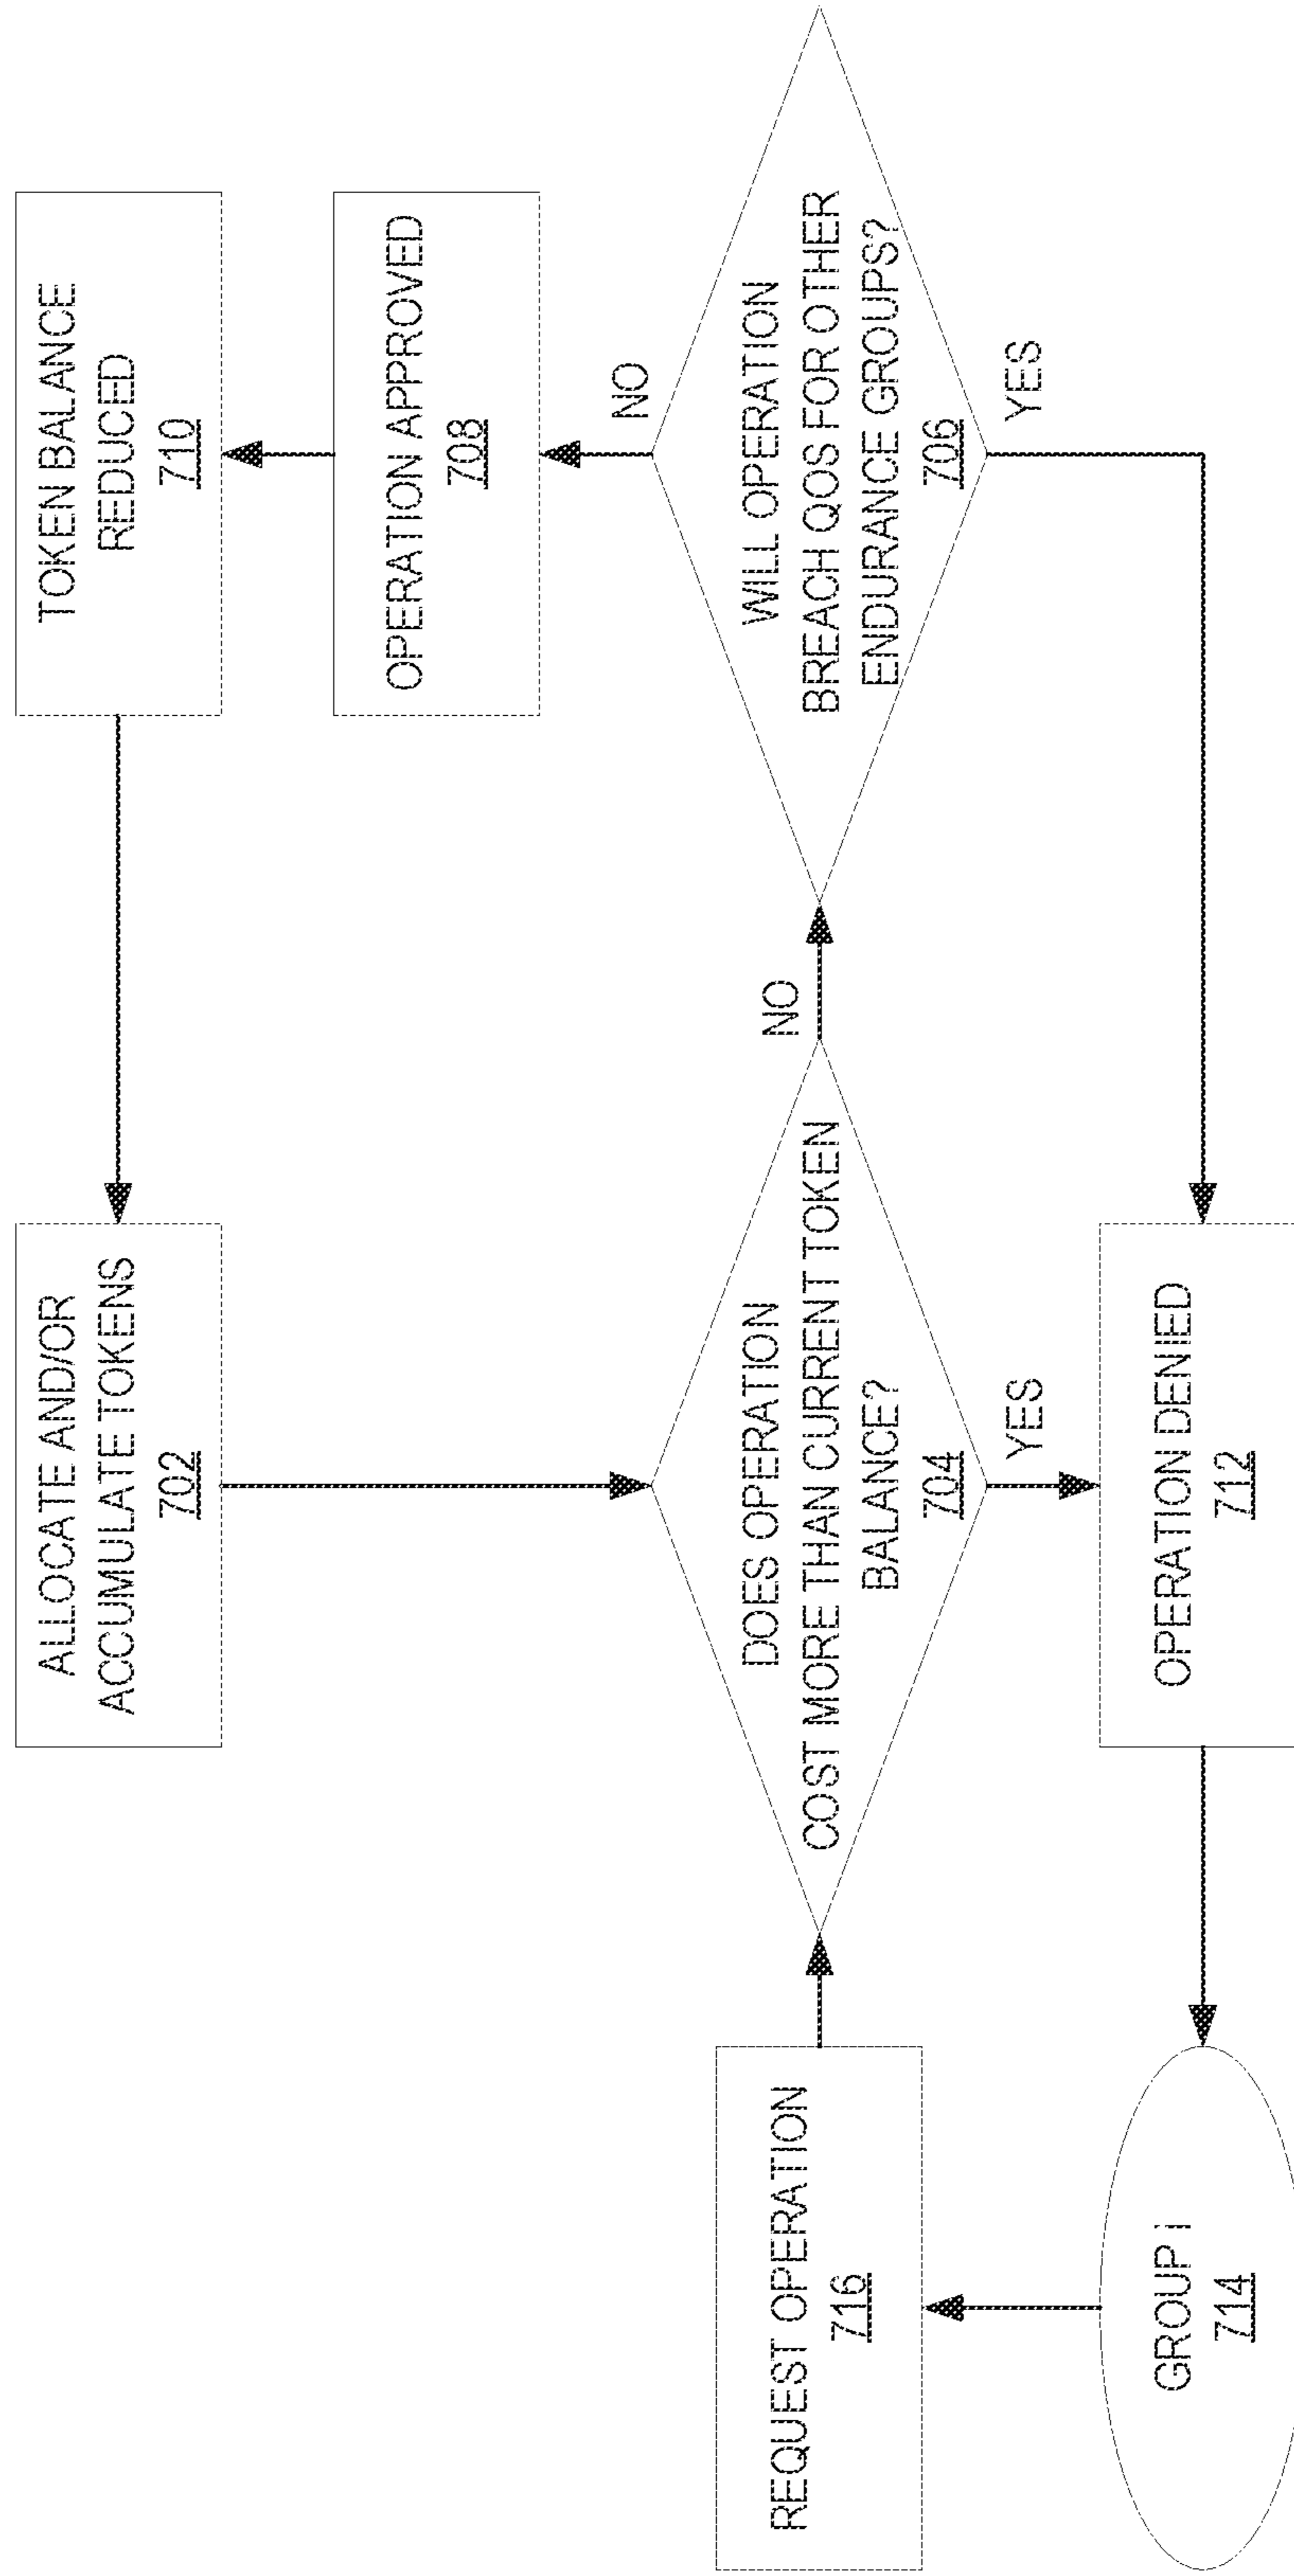 ALLOCATE AND/OR
ACCUMULATE TOKENS
702
TOKEN BALANCE
REDUCED
710
OPERATION APPROVED
708
REQUEST OPERATION
716
DOES OPERATION
COST MORE THAN CURRENT TOKEN
BALANCE?
704
NO
WILL OPERATION
BREACH QOS FOR OTHER
ENDURANCE GROUPS?
706
NO
YES
YES
GROUP I
714
OPERATION DENIED
712